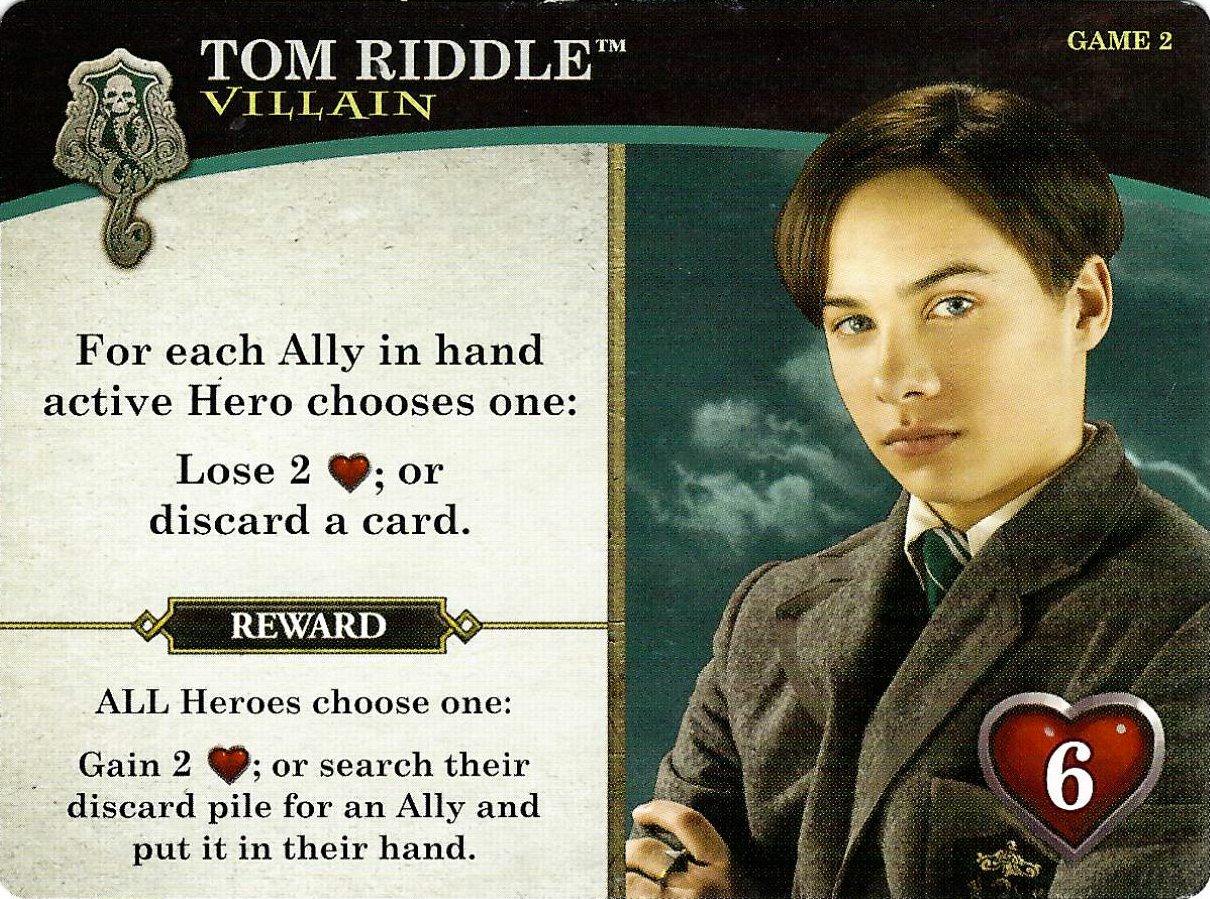 TOM RIDDLE™
GAME 2
VILLAIN
For each Ally in hand
active Hero chooses one:
Lose 2 ; or
discard a card.
REWARD
ALL Heroes choose one:
Gain 2 ; or search their
discard pile for an Ally and
put it in their hand.
6